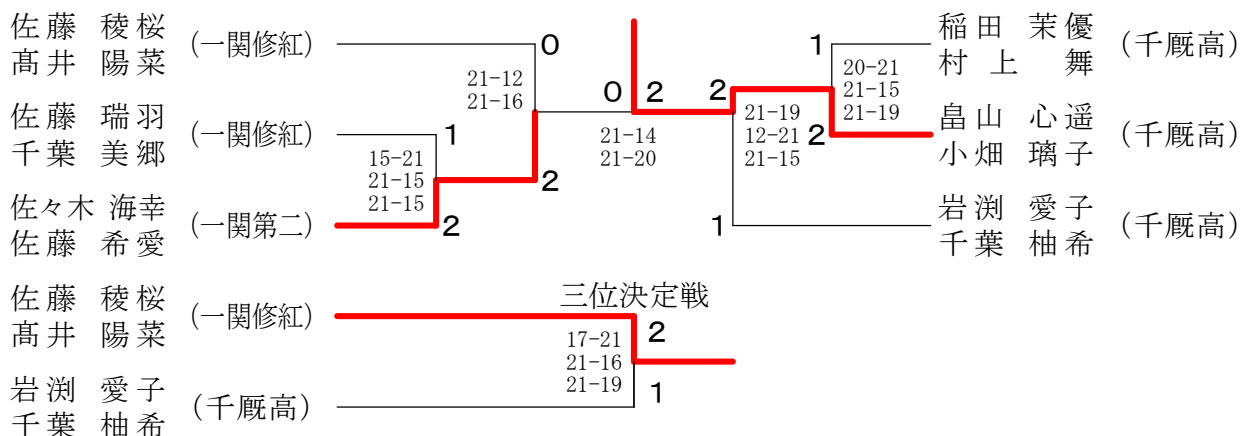 佐藤 稜桜
髙井 陽菜
(一関修紅)
0
21-12
21-16
佐藤 瑞羽
千葉 美郷
(一関修紅)
1
15-21
21-15
21-15
2
佐々木 海幸
佐藤 希愛
(一関第二)
2
0 2
21-14
21-20
稲田 茉優
村上 舞
(千厩高)
1
20-21
21-15
21-19
2
畠山 心遥
小畑 璃子
(千厩高)
2
21-19
12-21
21-15
岩渕 愛子
千葉 柚希
(千厩高)
1
三位決定戦
佐藤 稜桜
髙井 陽菜
(一関修紅)
2
17-21
21-16
21-19
岩渕 愛子
千葉 柚希
(千厩高)
1